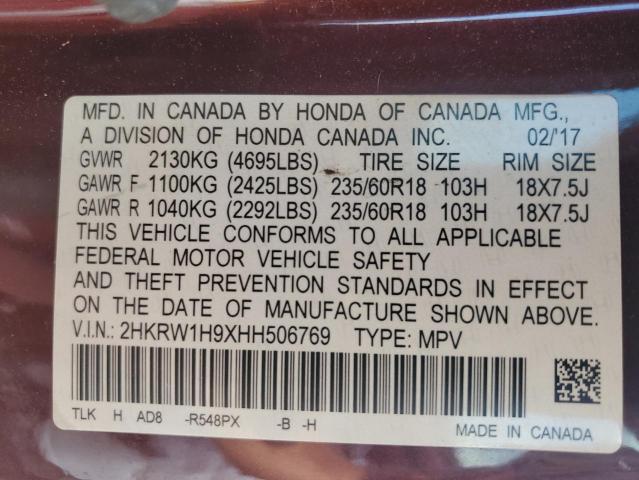 MFD. IN CANADA BY HONDA OF CANADA MFG.,
A DIVISION OF HONDA CANADA INC. 02/'17
GVWR 2130KG (4695LBS) TIRE SIZE RIM SIZE
GAWR F 1100KG (2425LBS) 235/60R18 103H 18X7.5J
GAWR R 1040KG (2292LBS) 235/60R18 103H 18X7.5J
THIS VEHICLE CONFORMS TO ALL APPLICABLE
FEDERAL MOTOR VEHICLE SAFETY
AND THEFT PREVENTION STANDARDS IN EFFECT
ON THE DATE OF MANUFACTURE SHOWN ABOVE.
V.I.N.: 2HKRW1H9XHH506769 TYPE: MPV
TLK H AD8 -R548PX -B -H
MADE IN CANADA